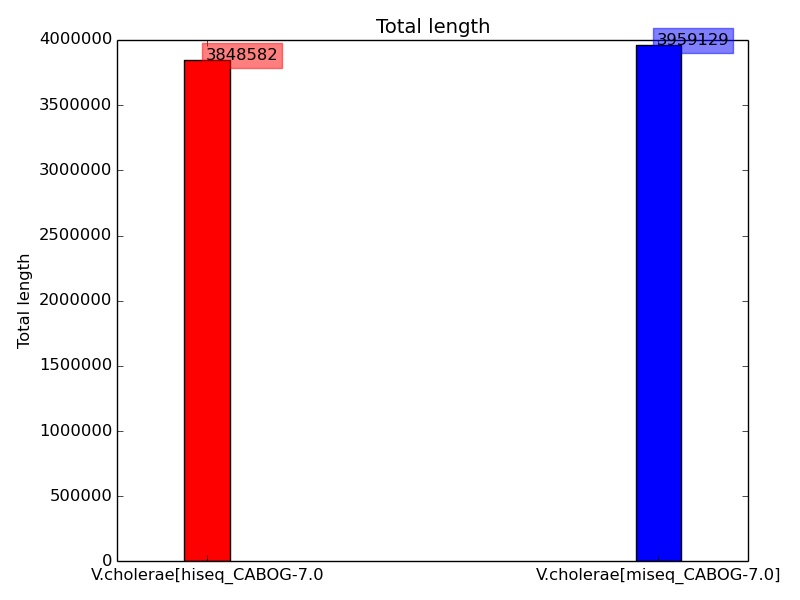 Total length
4000000
3500000
3000000
2500000
2000000
1500000
1000000
500000
0
Total length
3848582
3959129
V.cholerae[hiseq_CABOG-7.0
V.cholerae[miseq_CABOG-7.0]